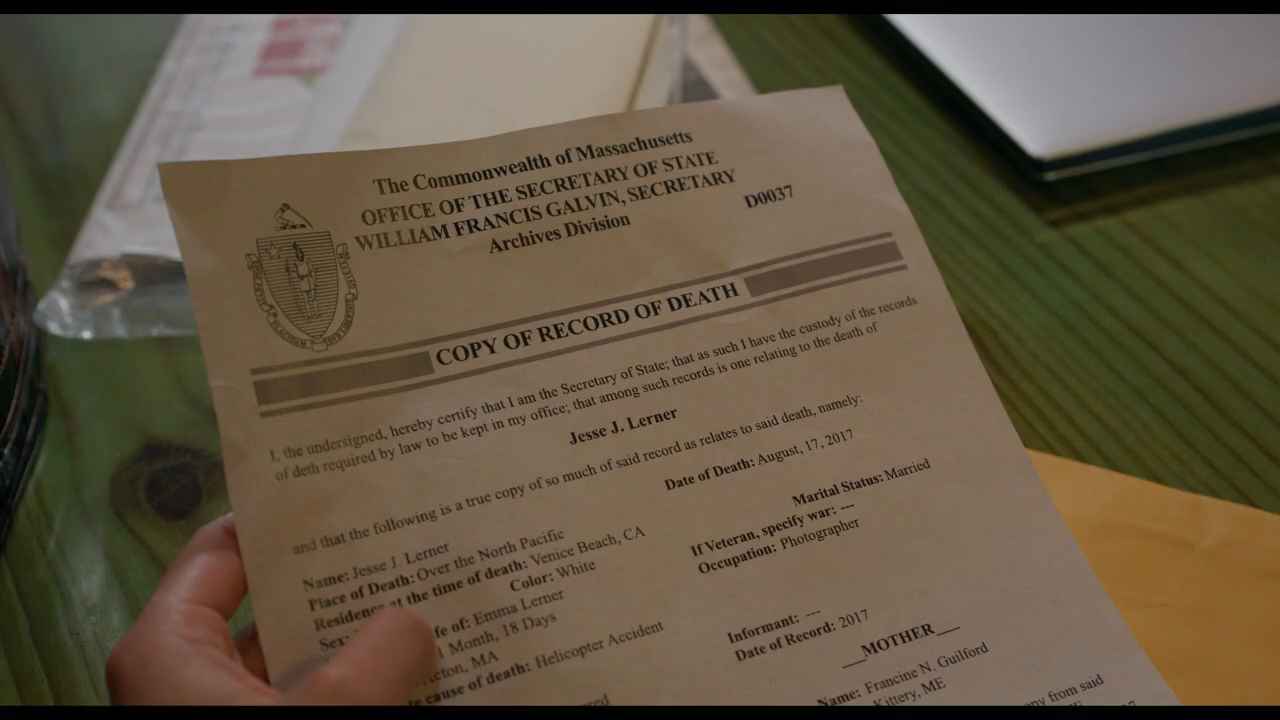 The Commonwealth of Massachusetts
OFFICE OF THE SECRETARY OF STATE
WILLIAM FRANCIS GALVIN, SECRETARY
Archives Division
D0037
COPY OF RECORD OF DEATH
I, the undersigned, hereby certify that I am the Secretary of State; that as such I have the custody of the records
of deth required by law to be kept in my office; that among such records is one relating to the death of
Jesse J. Lerner
and that the following is a true copy of so much of said record as relates to said death, namely:
Date of Death: August, 17, 2017
Name: Jesse J. Lerner
Place of Death: Over the North Pacific
Residence at the time of death: Venice Beach, CA
Sex:
Color: White
fe of: Emma Lerner
1 Month, 18 Days
Acton, MA
cause of death: Helicopter Accident
Marital Status: Married
If Veteran, specify war: ---
Occupation: Photographer
Informant: ---
Date of Record: 2017
__MOTHER__
Name: Francine N. Guilford
Kittery, ME
from said